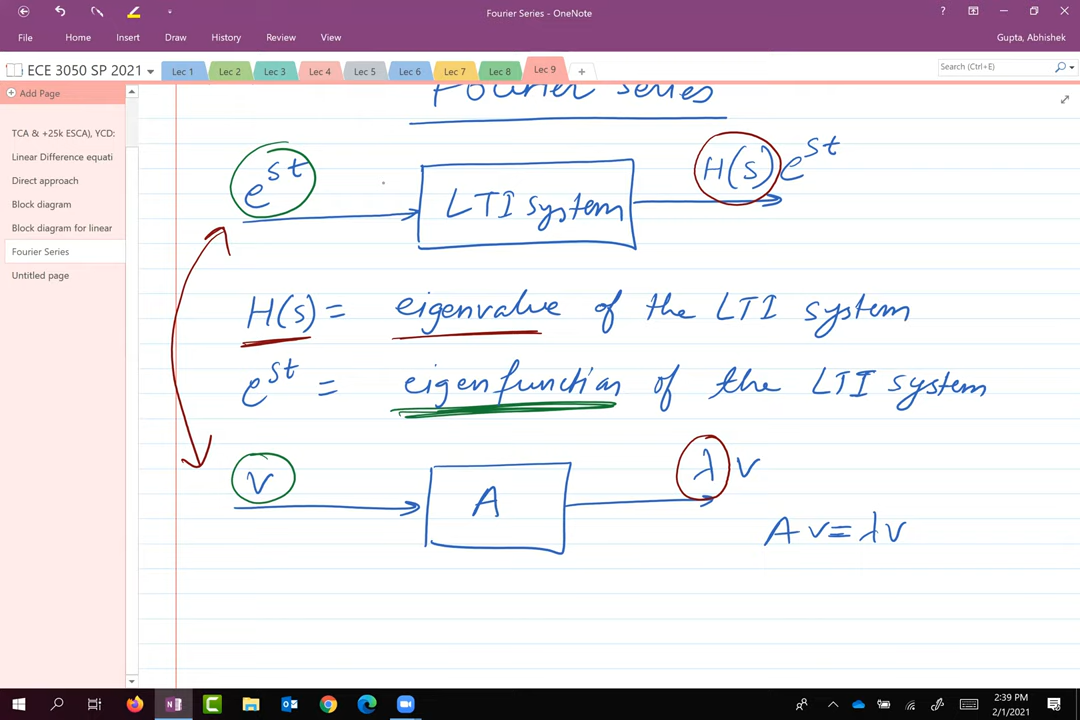 Fourier Series - OneNote
?
Gupta, Abhishek
File Home Insert Draw History Review View
ECE 3050 SP 2021
Lec 1 Lec 2 Lec 3 Lec 4 Lec 5 Lec 6 Lec 7 Lec 8 Lec 9 +
Search (Ctrl+E)
Add Page
TCA & +25k ESCA), YCD:
Linear Difference equati
Direct approach
Block diagram
Block diagram for linear
Fourier Series
Untitled page
Fourier series
e^st LTI system H(s) e^st
H(s) = eigenvalue of the LTI system
e^st = eigenfunction of the LTI system
v A λ v
A v = λ v
2:39 PM
2/1/2021